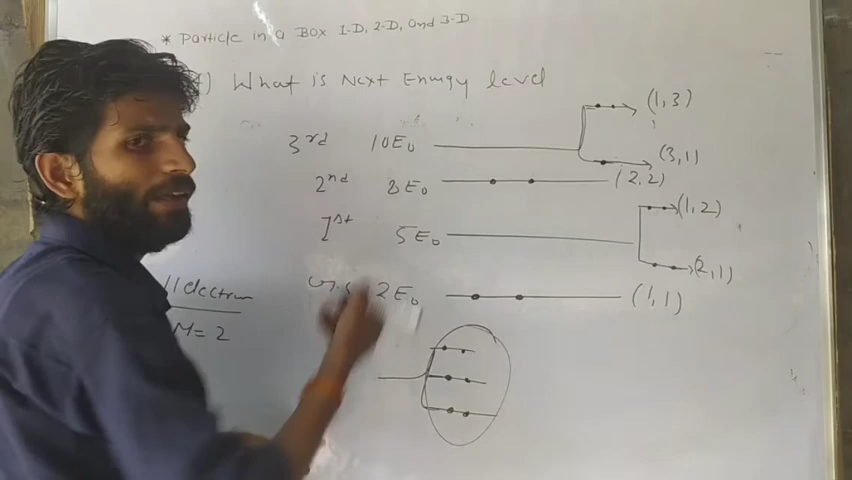 * Particle in a Box 1-D, 2-D, and 3-D
What is Next Energy level
3rd 10E0 (1,3)
(3,1)
2nd 8E0 (2,2)
1st 5E0 (1,2)
(2,1)
2E0 (1,1)
11 electron
M=2